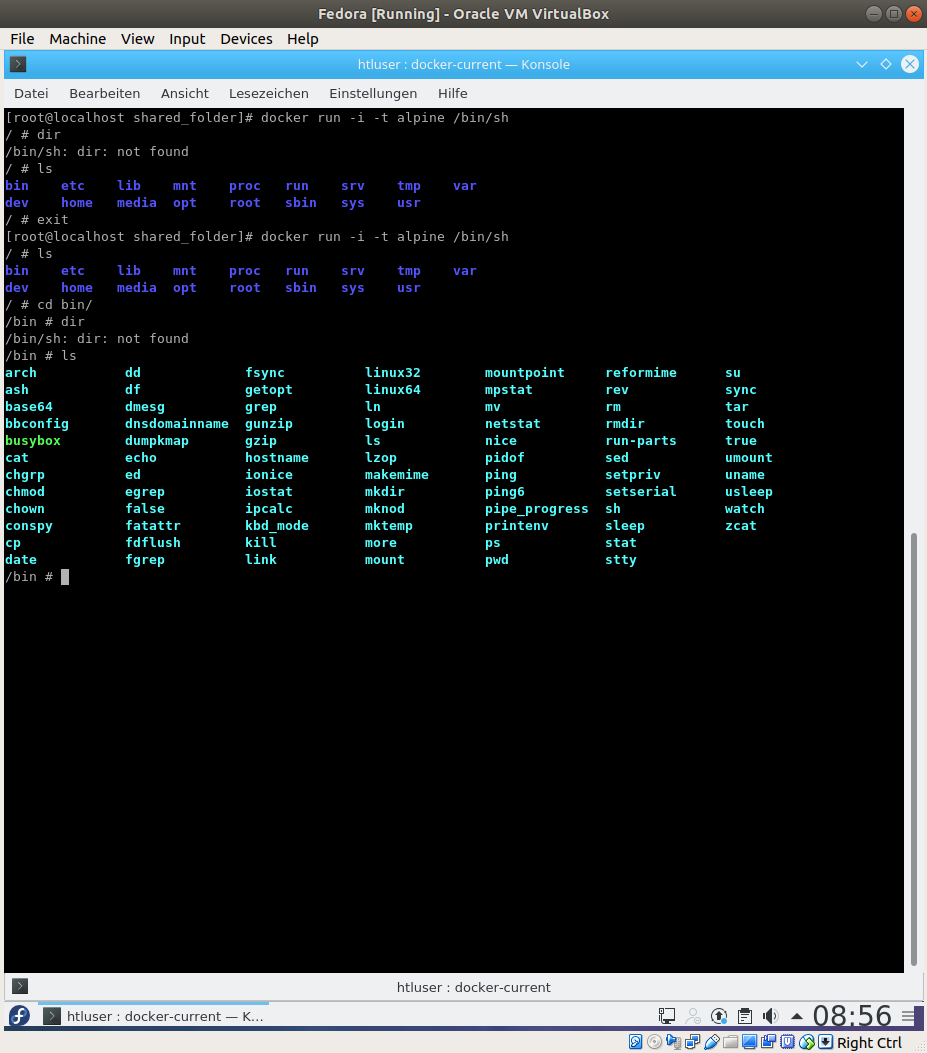 Fedora [Running] - Oracle VM VirtualBox
File Machine View Input Devices Help
htluser : docker-current — Konsole
Datei Bearbeiten Ansicht Lesezeichen Einstellungen Hilfe
[root@localhost shared_folder]# docker run -i -t alpine /bin/sh
/ # dir
/bin/sh: dir: not found
/ # ls
bin etc lib mnt proc run srv tmp var
dev home media opt root sbin sys usr
/ # exit
[root@localhost shared_folder]# docker run -i -t alpine /bin/sh
/ # ls
bin etc lib mnt proc run srv tmp var
dev home media opt root sbin sys usr
/ # cd bin/
/bin # dir
/bin/sh: dir: not found
/bin # ls
arch dd fsync linux32 mountpoint reformime su
ash df getopt linux64 mpstat rev sync
base64 dmesg grep ln mv rm tar
bbconfig dnsdomainname gunzip login netstat rmdir touch
busybox dumpkmap gzip ls nice run-parts true
cat echo hostname lzop pidof sed umount
chgrp ed ionice makemime ping setpriv uname
chmod egrep iostat mkdir ping6 setserial usleep
chown false ipcalc mknod pipe_progress sh watch
conspy fatattr kbd_mode mktemp printenv sleep zcat
cp fdflush kill more ps stat
date fgrep link mount pwd stty
/bin #
htluser : docker-current
htluser : docker-current — K...
08:56
Right Ctrl